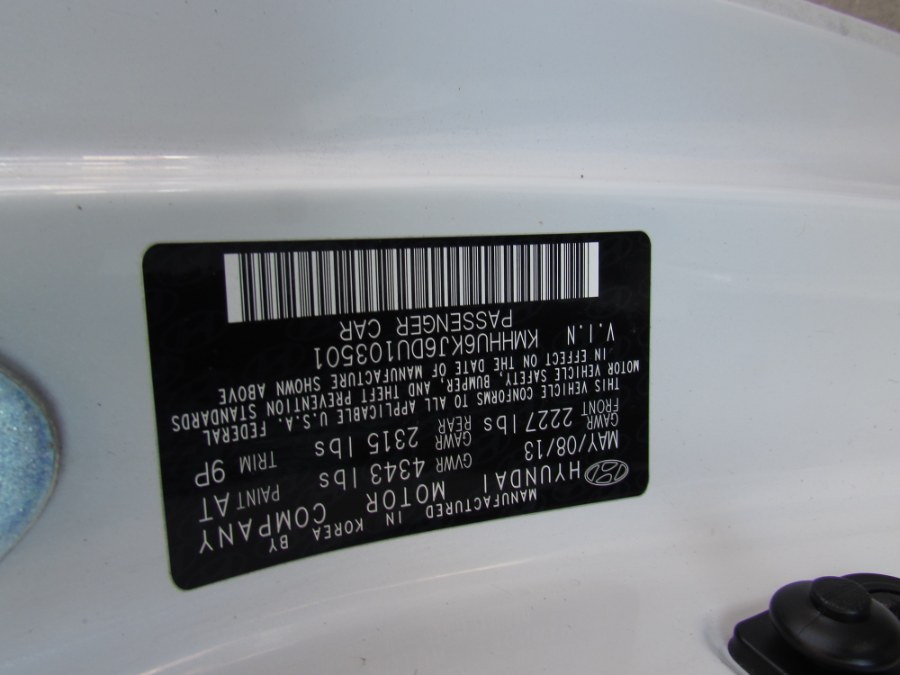 MANUFACTURED IN KOREA BY
HYUNDAI MOTOR COMPANY
MAY/08/13 GVWR 4343 lbs PAINT AT
GAWR FRONT 2227 lbs GAWR REAR 2315 lbs TRIM 9P
THIS VEHICLE CONFORMS TO ALL APPLICABLE U.S.A. FEDERAL
MOTOR VEHICLE SAFETY, BUMPER, AND THEFT PREVENTION STANDARDS
IN EFFECT ON THE DATE OF MANUFACTURE SHOWN ABOVE
V.I.N KMHHU6KJ6DU103501
PASSENGER CAR